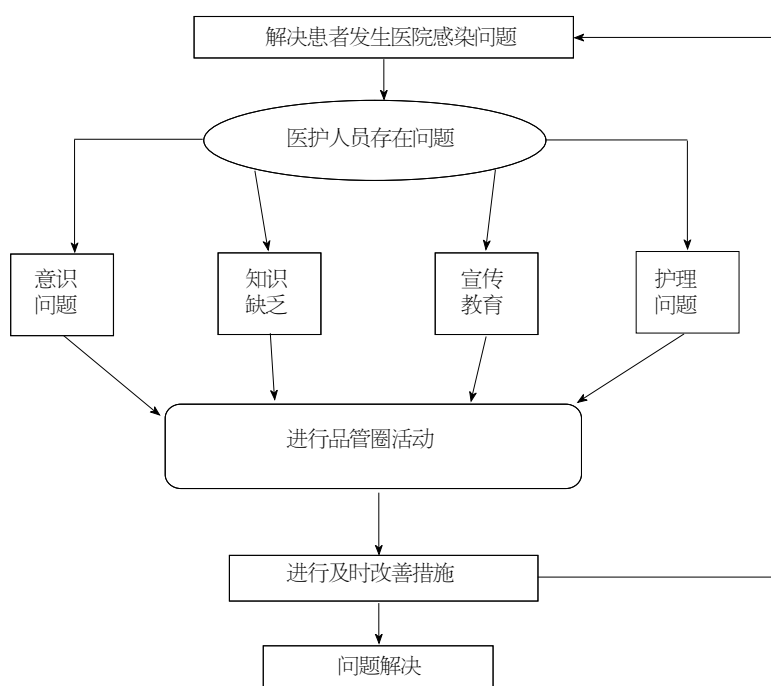 解决患者发生医院感染问题
医护人员存在问题
意识
问题
知识
缺乏
宣传
教育
护理
问题
进行品管圈活动
进行及时改善措施
问题解决